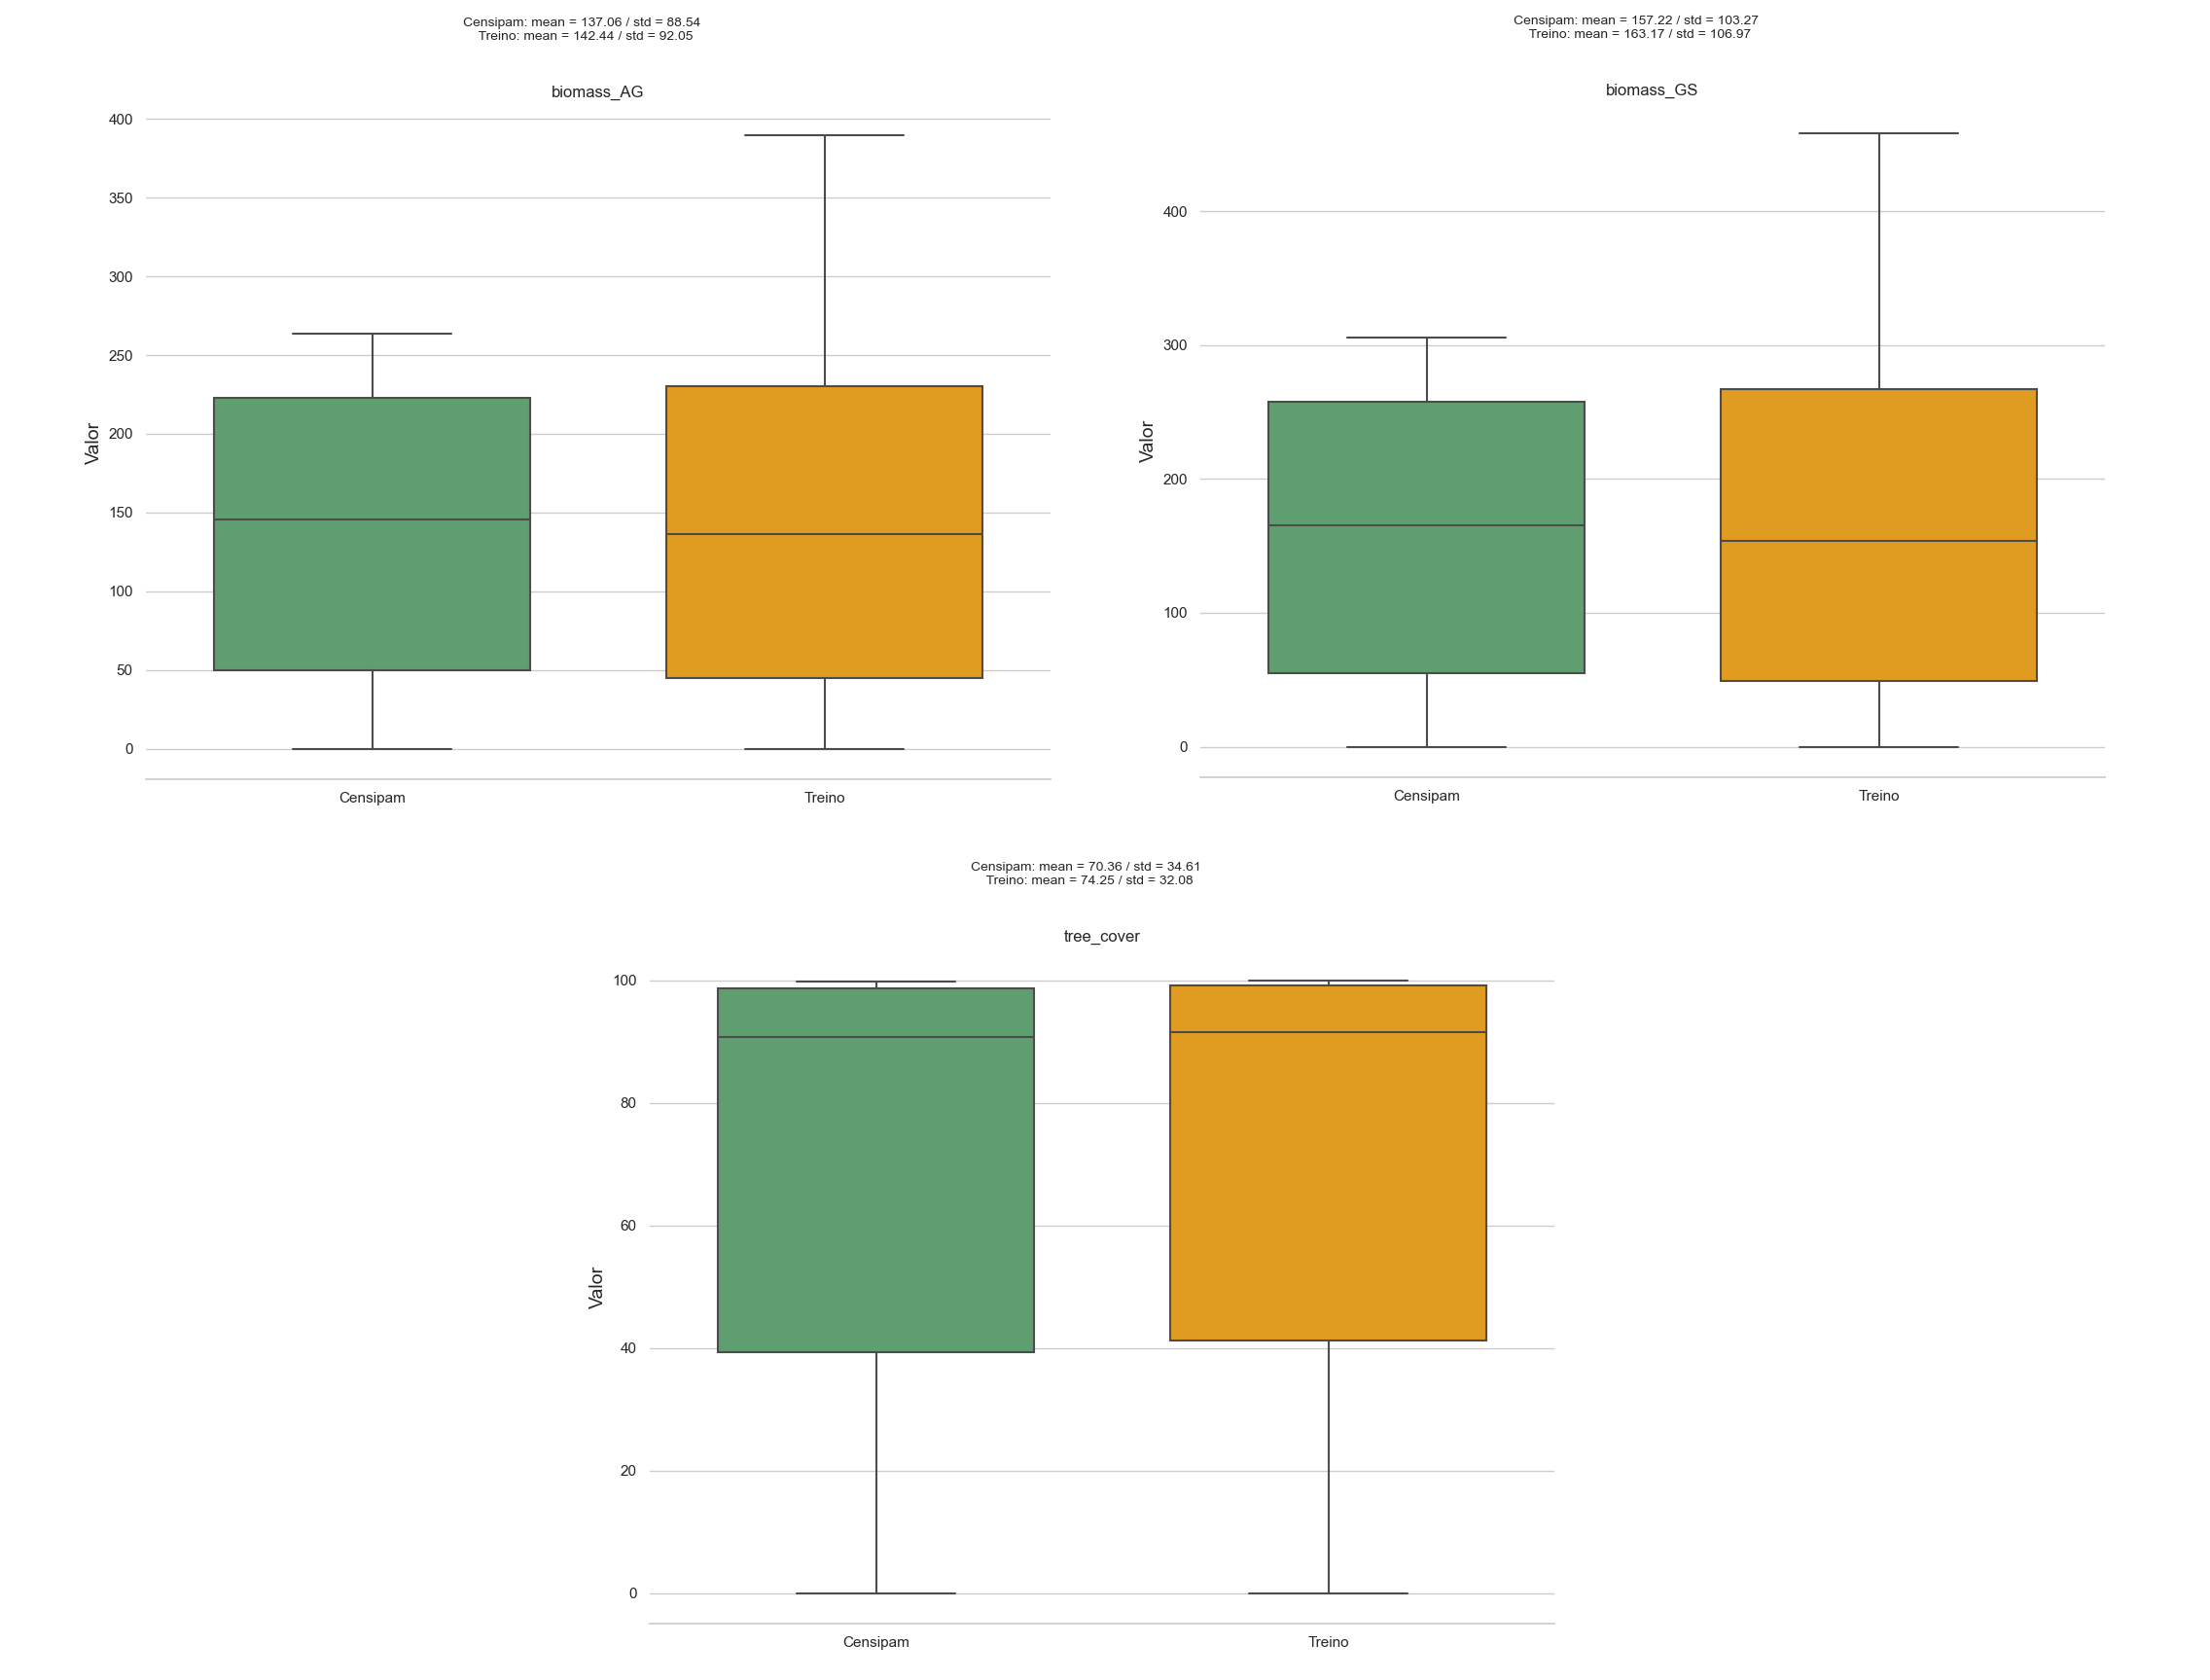 Censipam: mean = 137.06 / std = 88.54
Treino: mean = 142.44 / std = 92.05
biomass_AG
400
350
300
250
200
150
100
50
0
Valor
Censipam Treino
Censipam: mean = 157.22 / std = 103.27
Treino: mean = 163.17 / std = 106.97
biomass_GS
400
300
200
100
0
Valor
Censipam Treino
Censipam: mean = 70.36 / std = 34.61
Treino: mean = 74.25 / std = 32.08
tree_cover
100
80
60
40
20
0
Valor
Censipam Treino